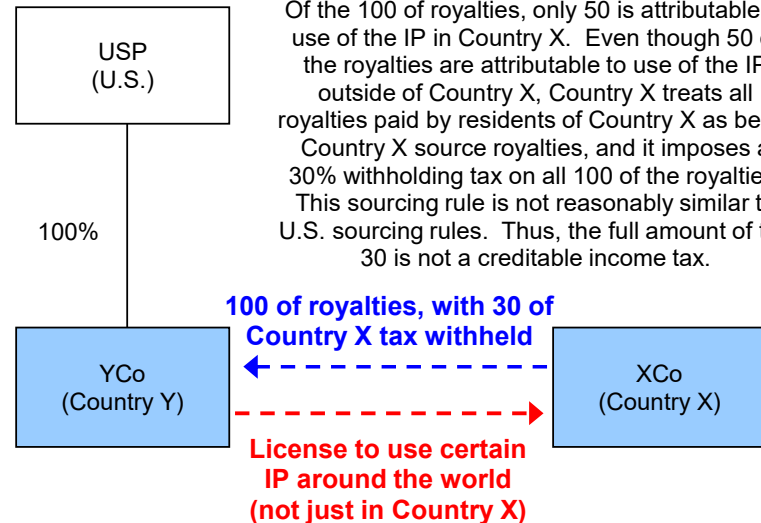 Of the 100 of royalties, only 50 is attributable
use of the IP in Country X. Even though 50
the royalties are attributable to use of the IP
outside of Country X, Country X treats all
royalties paid by residents of Country X as
Country X source royalties, and it imposes
30% withholding tax on all 100 of the
This sourcing rule is not reasonably similar
U.S. sourcing rules. Thus, the full amount of
30 is not a creditable income tax.
USP
(U.S.)
100%
100 of royalties, with 30 of
Country X tax withheld
YCo
(Country Y)
XCo
(Country X)
License to use certain
IP around the world
(not just in Country X)